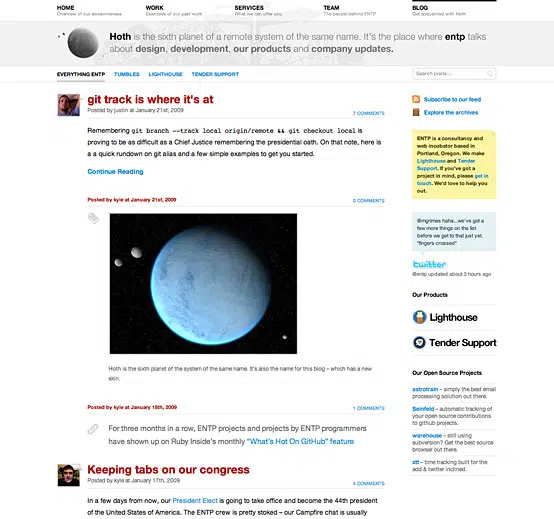 HOME
Overview of our awesomeness
WORK
Examples of our past work
SERVICES
What we can offer you
TEAM
The people behind ENTP
BLOG
Get acquainted with Hoth
Hoth is the sixth planet of a remote system of the same name. It's the place where entp talks
about design, development, our products and company updates.
EVERYTHING ENTP
TUMBLES
LIGHTHOUSE
TENDER SUPPORT
Search posts...
git track is where it's at
Posted by justin at January 21st, 2009
7 COMMENTS
Remembering git branch --track local origin/remote && git checkout local is
proving to be as difficult as a Chief Justice remembering the presidential oath. On that note, here is
a a quick rundown on git alias and a few simple examples to get you started.
Continue Reading
Posted by kyle at January 21st, 2009
0 COMMENTS
Hoth is the sixth planet of the system of the same name. It's also the name for this blog – which has a new
skin.
Posted by kyle at January 18th, 2009
1 COMMENTS
For three months in a row, ENTP projects and projects by ENTP programmers
have shown up on Ruby Inside's monthly "What's Hot On GitHub" feature
Keeping tabs on our congress
Posted by kyle at January 17th, 2009
4 COMMENTS
In a few days from now, our President Elect is going to take office and become the 44th president
of the United States of America. The ENTP crew is pretty stoked – our Campfire chat is usually
Subscribe to our feed
Explore the archives
ENTP is a consultancy and
web incubator based in
Portland, Oregon. We make
Lighthouse and Tender
Support. If you've got a
project in mind, please get in
touch. We'd love to help you
out.
@mgrimes haha...we've got a
few more things on the list
before we get to that just yet.
*fingers crossed*
twitter
@entp updated about 3 hours ago
Our Products
Lighthouse
Tender Support
Our Open Source Projects
astrotrain – simply the best email
processing solution out there.
Seinfeld – automatic tracking of
your open source contributions
to github projects.
warehouse – still using
subversion? Get the best source
browser out there.
xtt – time tracking built for the
add & twitter inclined.